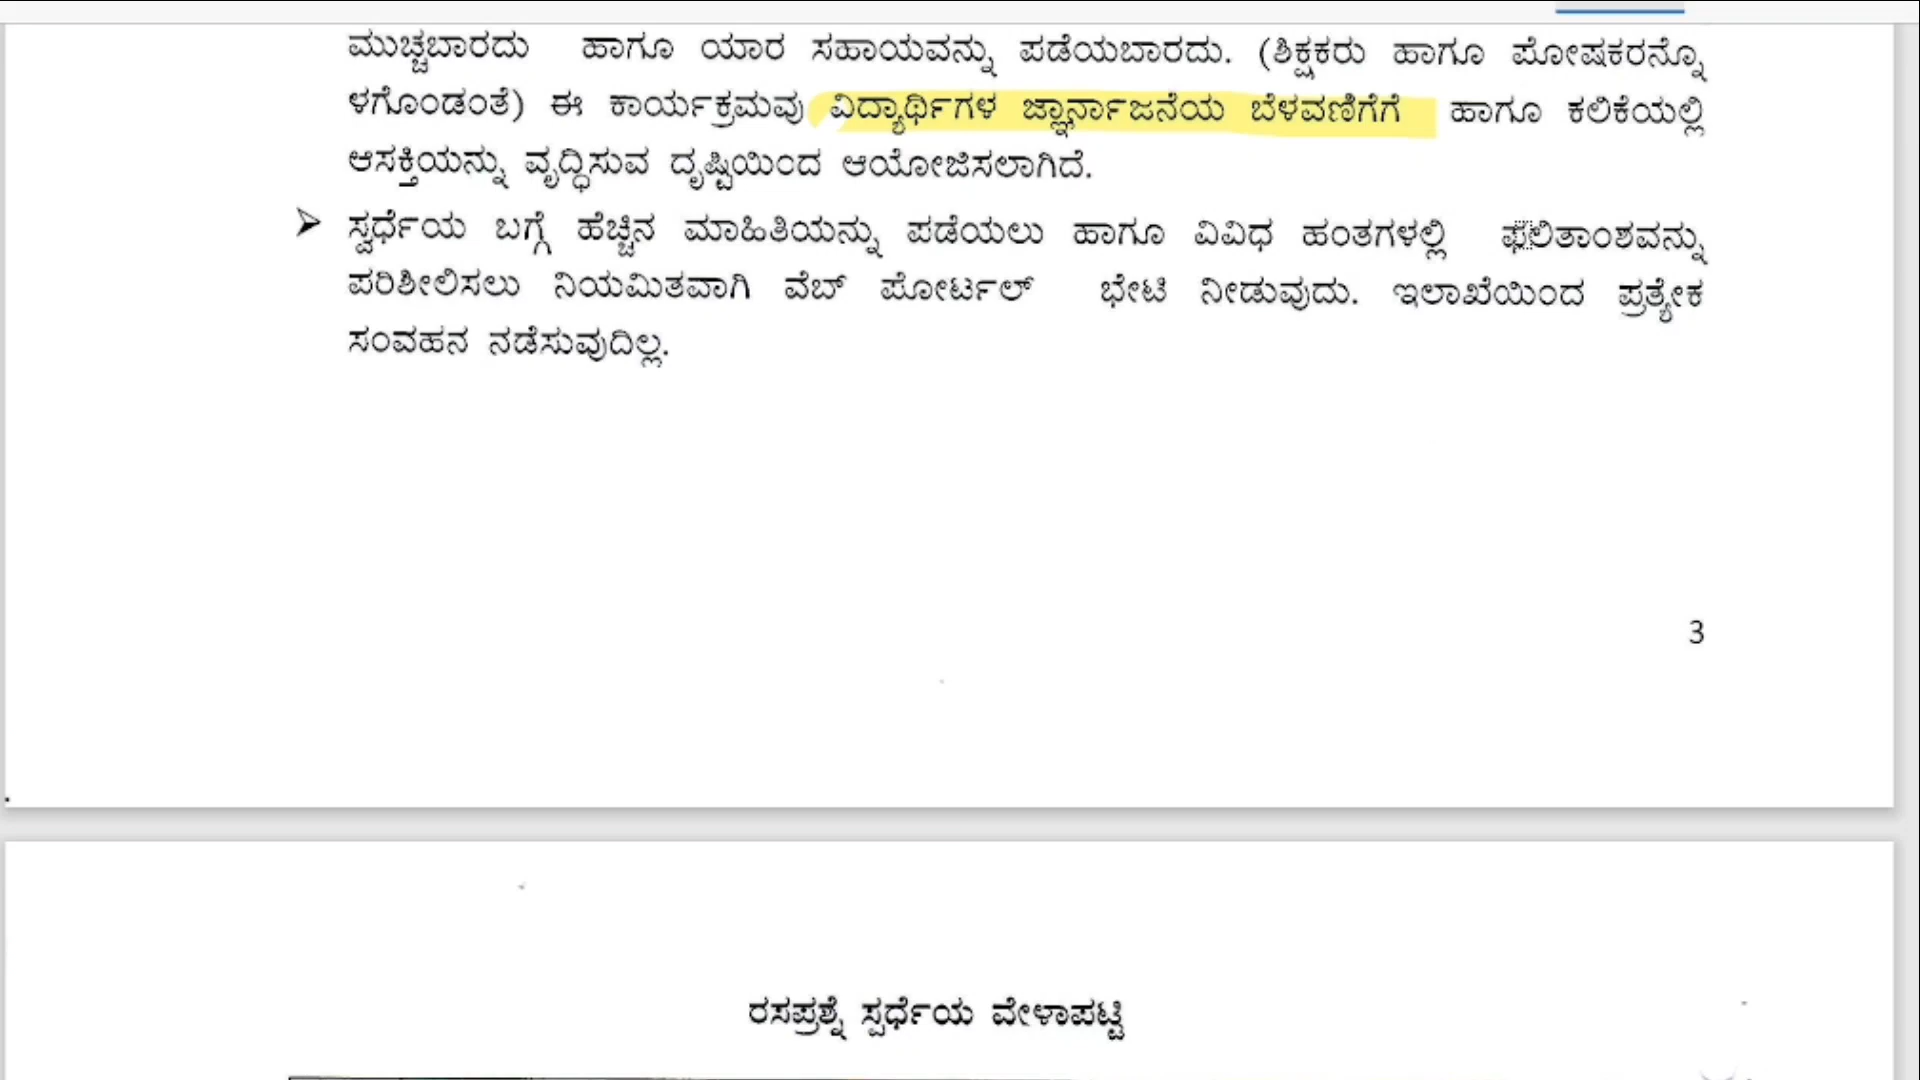 ಮುಚ್ಚಬಾರದು ಹಾಗೂ ಯಾರ ಸಹಾಯವನ್ನು ಪಡೆಯಬಾರದು. (ಶಿಕ್ಷಕರು ಹಾಗೂ ಪೋಷಕರನ್ನೊ
ಳಗೊಂಡಂತೆ) ಈ ಕಾರ್ಯಕ್ರಮವು ವಿದ್ಯಾರ್ಥಿಗಳ ಜ್ಞಾರ್ನಾಜನೆಯ ಬೆಳವಣಿಗೆಗೆ ಹಾಗೂ ಕಲಿಕೆಯಲ್ಲಿ
ಆಸಕ್ತಿಯನ್ನು ವೃದ್ಧಿಸುವ ದೃಷ್ಟಿಯಿಂದ ಆಯೋಜಿಸಲಾಗಿದೆ.
➢ ಸ್ಪರ್ಧೆಯ ಬಗ್ಗೆ ಹೆಚ್ಚಿನ ಮಾಹಿತಿಯನ್ನು ಪಡೆಯಲು ಹಾಗೂ ವಿವಿಧ ಹಂತಗಳಲ್ಲಿ ಫಲಿತಾಂಶವನ್ನು
ಪರಿಶೀಲಿಸಲು ನಿಯಮಿತವಾಗಿ ವೆಬ್ ಪೋರ್ಟಲ್ ಭೇಟಿ ನೀಡುವುದು. ಇಲಾಖೆಯಿಂದ ಪ್ರತ್ಯೇಕ
ಸಂವಹನ ನಡೆಸುವುದಿಲ್ಲ.
3
ರಸಪ್ರಶ್ನೆ ಸ್ಪರ್ಧೆಯ ವೇಳಾಪಟ್ಟಿ